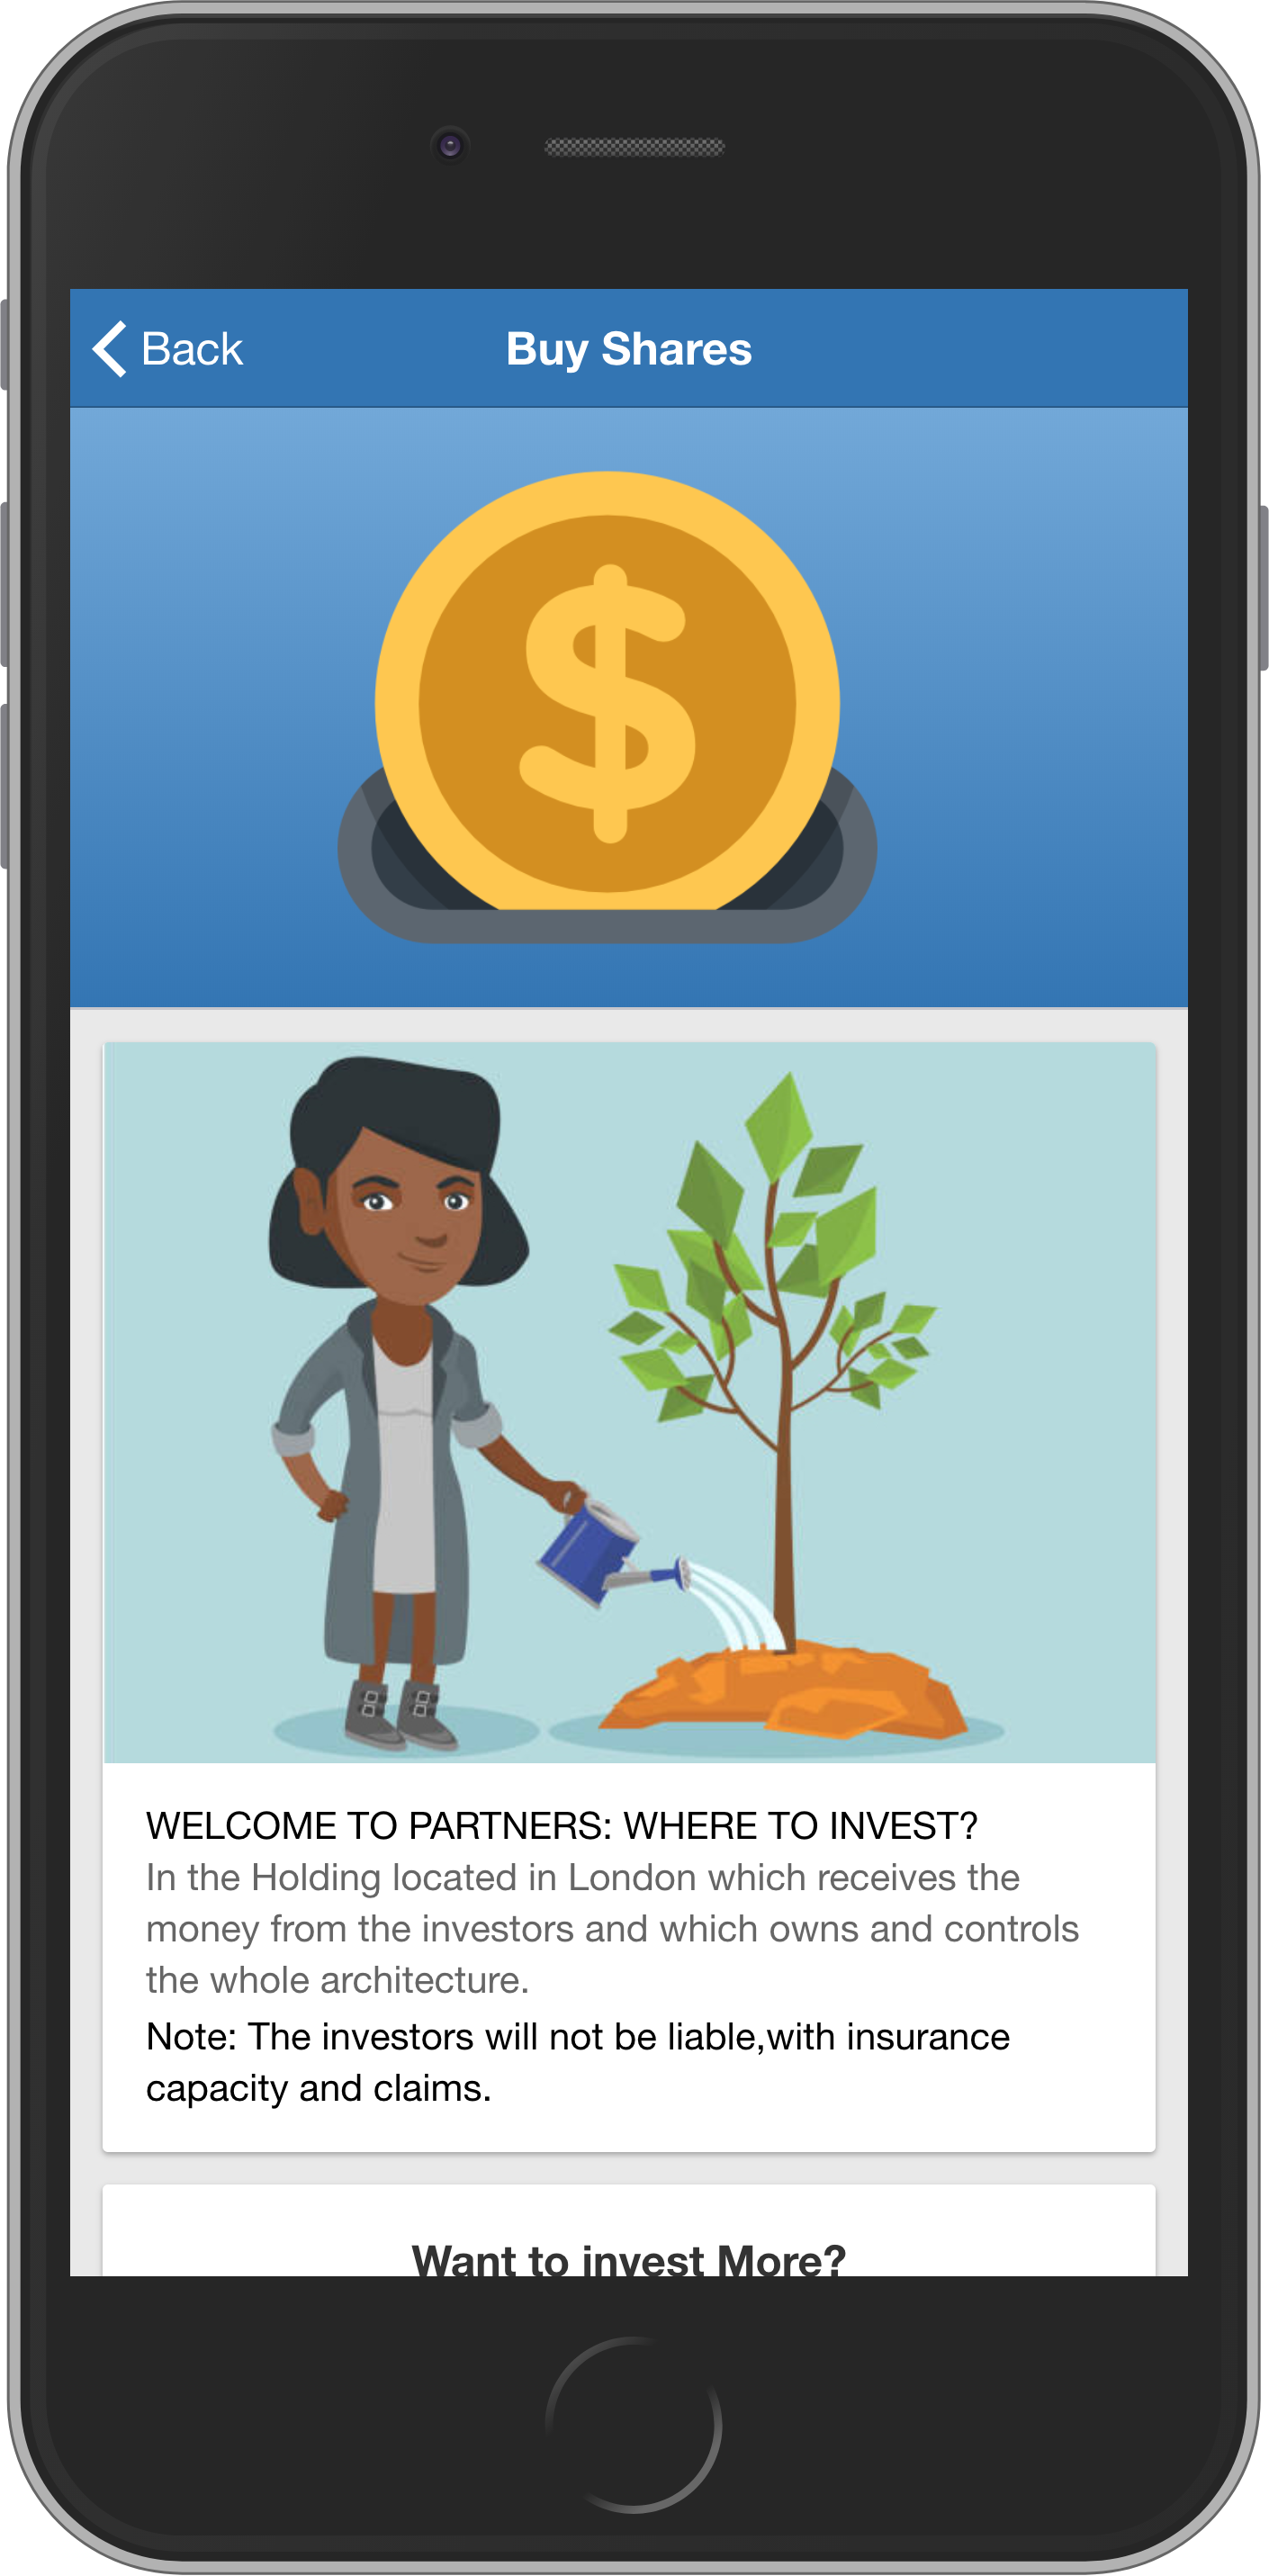 Back
Buy Shares
$
WELCOME TO PARTNERS: WHERE TO INVEST?
In the Holding located in London which receives the
money from the investors and which owns and controls
the whole architecture.
Note: The investors will not be liable,with insurance
capacity and claims.
Want to invest More?